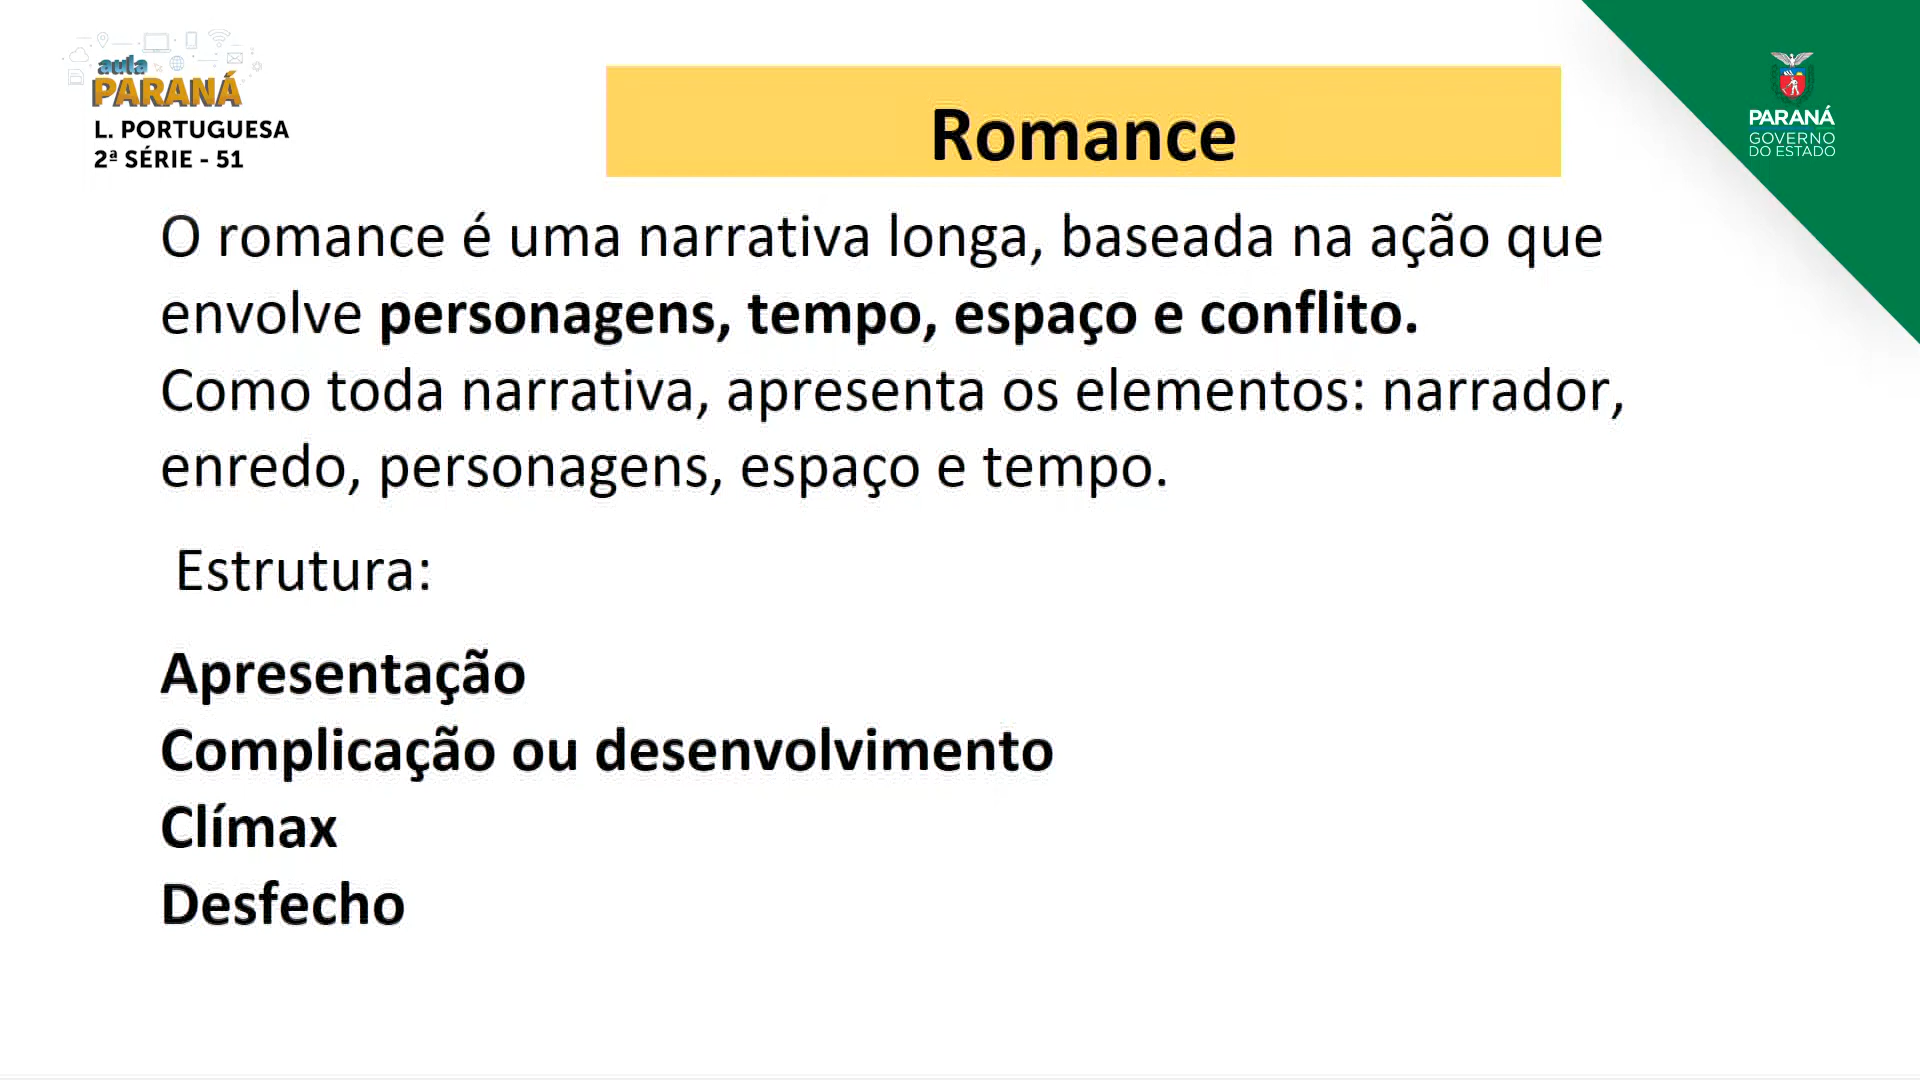 aula
PARANÁ
L. PORTUGUESA
2ª SÉRIE - 51
Romance
PARANÁ
GOVERNO
DO ESTADO
O romance é uma narrativa longa, baseada na ação que
envolve personagens, tempo, espaço e conflito.
Como toda narrativa, apresenta os elementos: narrador,
enredo, personagens, espaço e tempo.
Estrutura:
Apresentação
Complicação ou desenvolvimento
Clímax
Desfecho